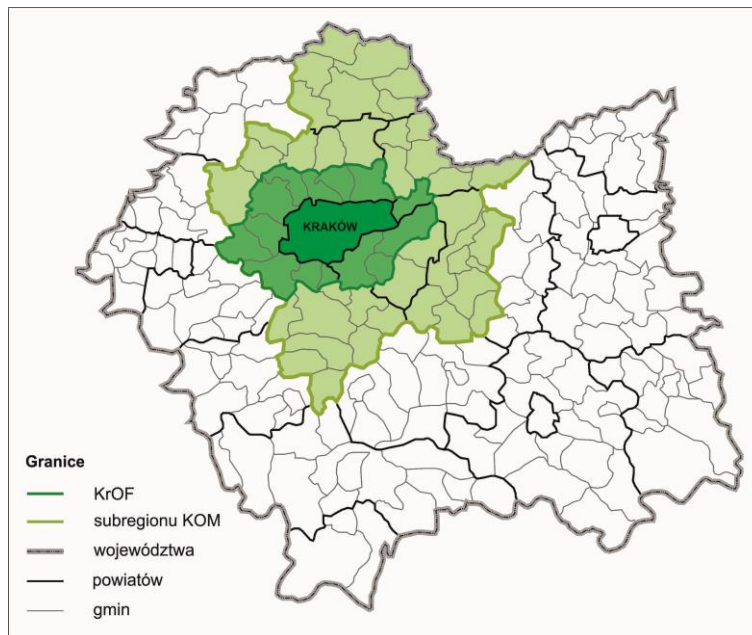 KRAKÓW
Granice
KrOF
subregionu KOM
województwa
powiatów
gmin